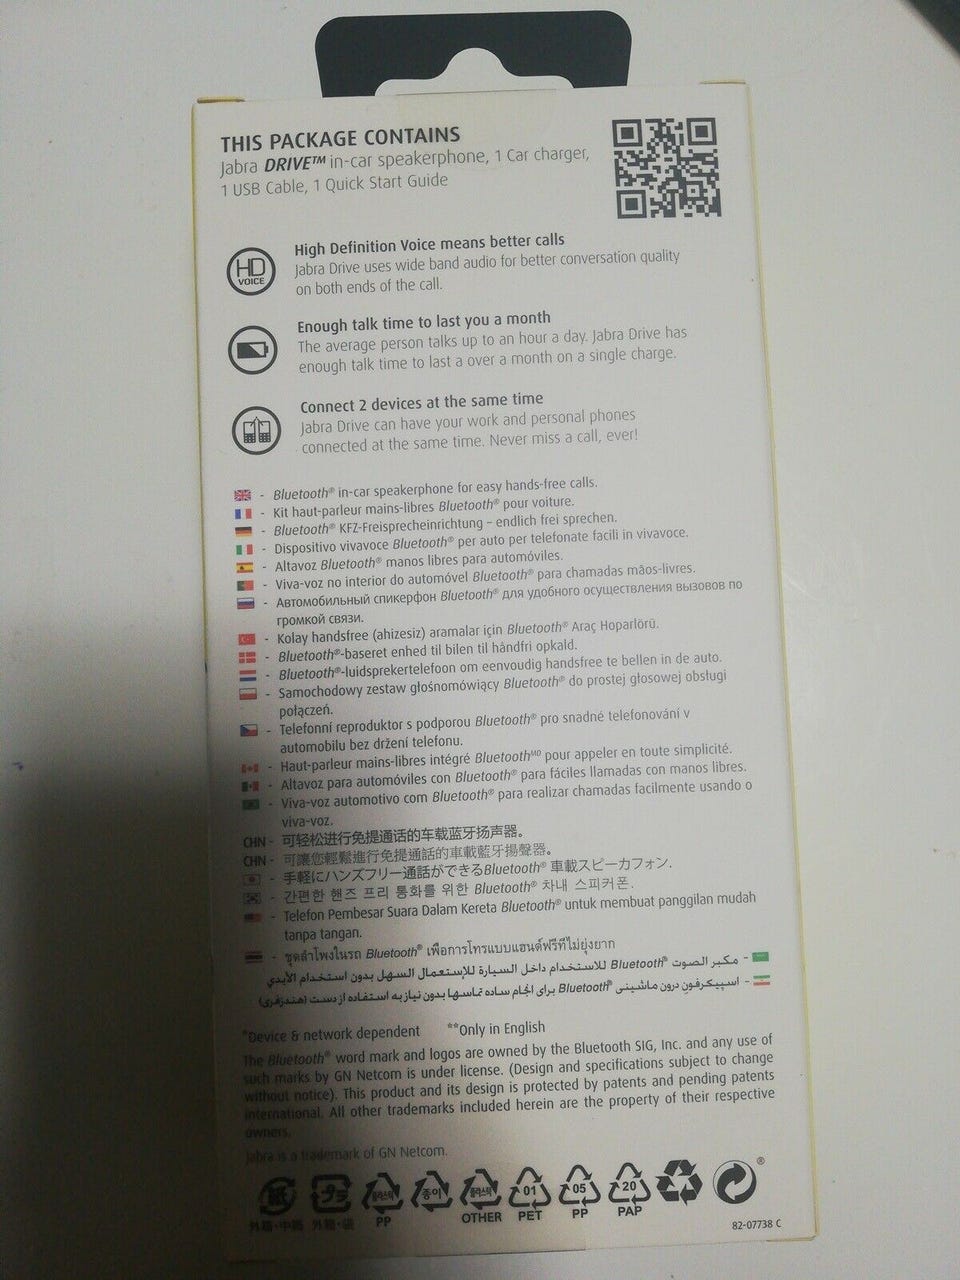 THIS PACKAGE CONTAINS
Jabra DRIVE™ in-car speakerphone, 1 Car charger,
1 USB Cable, 1 Quick Start Guide
HD
VOICE
High Definition Voice means better calls
Jabra Drive uses wide band audio for better conversation quality
on both ends of the call.
Enough talk time to last you a month
The average person talks up to an hour a day. Jabra Drive has
enough talk time to last a over a month on a single charge.
Connect 2 devices at the same time
Jabra Drive can have your work and personal phones
connected at the same time. Never miss a call, ever!
- Bluetooth® in-car speakerphone for easy hands-free calls.
- Kit haut-parleur mains-libres Bluetooth® pour voiture.
- Bluetooth® KFZ-Freisprecheinrichtung – endlich frei sprechen.
- Dispositivo vivavoce Bluetooth® per auto per telefonate facili in vivavoce.
- Altavoz Bluetooth® manos libres para automóviles.
- Viva-voz no interior do automóvel Bluetooth® para chamadas mãos-livres.
- Автомобильный спикерфон Bluetooth® для удобного осуществления вызовов по
громкой связи.
- Kolay handsfree (ahizesiz) aramalar için Bluetooth® Araç Hoparlörü.
- Bluetooth®-baseret enhed til bilen til håndfri opkald.
- Bluetooth®-luidsprekertelefoon om eenvoudig handsfree te bellen in de auto.
- Samochodowy zestaw głośnomówiący Bluetooth® do prostej głosowej obsługi
połączeń.
- Telefonní reproduktor s podporou Bluetooth® pro snadné telefonování v
automobilu bez držení telefonu.
- Haut-parleur mains-libres intégré Bluetooth MD pour appeler en toute simplicité.
- Altavoz para automóviles con Bluetooth® para fáciles llamadas con manos libres.
- Viva-voz automotivo com Bluetooth® para realizar chamadas facilmente usando o
viva-voz.
CHN - 可轻松进行免提通话的车载蓝牙扬声器。
CHN - 可讓您輕鬆進行免提通話的車載藍牙揚聲器。
- 手軽にハンズフリー通話ができるBluetooth® 車載スピーカフォン.
- 간편한 핸즈 프리 통화를 위한 Bluetooth® 차내 스피커폰.
- Telefon Pembesar Suara Dalam Kereta Bluetooth® untuk membuat panggilan mudah
tanpa tangan.
- ชุดลำโพงในรถ Bluetooth® เพื่อการโทรแบบแฮนด์ฟรีที่ไม่ยุ่งยาก
- مكبر الصوت Bluetooth® للاستخدام داخل السيارة للإستعمال السهل بدون استخدام الأيدي
- اسپیکرفون درون ماشینی Bluetooth® برای انجام ساده تماسها بدون نیاز به استفاده از دست (هندزفری)
*Device & network dependent **Only in English
The Bluetooth® word mark and logos are owned by the Bluetooth SIG, Inc. and any use of
such marks by GN Netcom is under license. (Design and specifications subject to change
without notice). This product and its design is protected by patents and pending patents
international. All other trademarks included herein are the property of their respective
owners.
Jabra is a trademark of GN Netcom.
紙 プラ 플라스틱 종이 플라스틱 01 05 20 ®
外箱・中箱 外箱・袋 PP OTHER PET PP PAP
82-07738 C